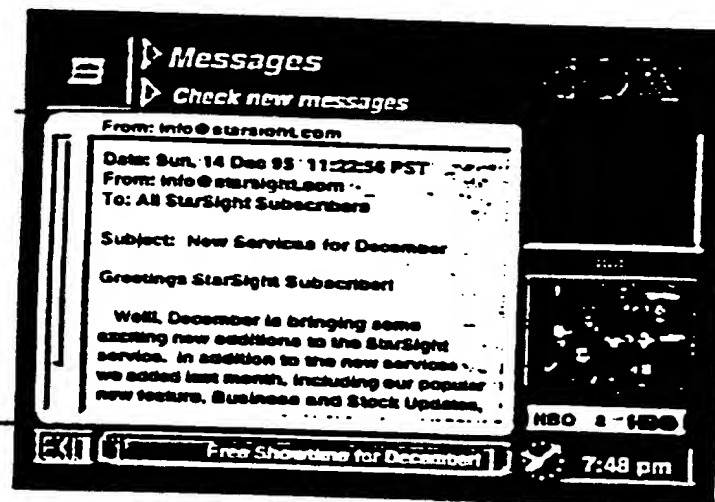 Messages
Check new messages
From: info@starsight.com
Date: Sun, 14 Dec 95 11:22:56 PST
From: info@starsight.com
To: All StarSight Subscribers
Subject: New Services for December
Greetings StarSight Subscriber!
Well, December is bringing some
exciting new additions to the StarSight
service. In addition to the new services
we added last month, including our popular
new feature, Business and Stock Updates,
HBO 2 - HBO
EXIT
Free Showtime for December!
7:48 pm